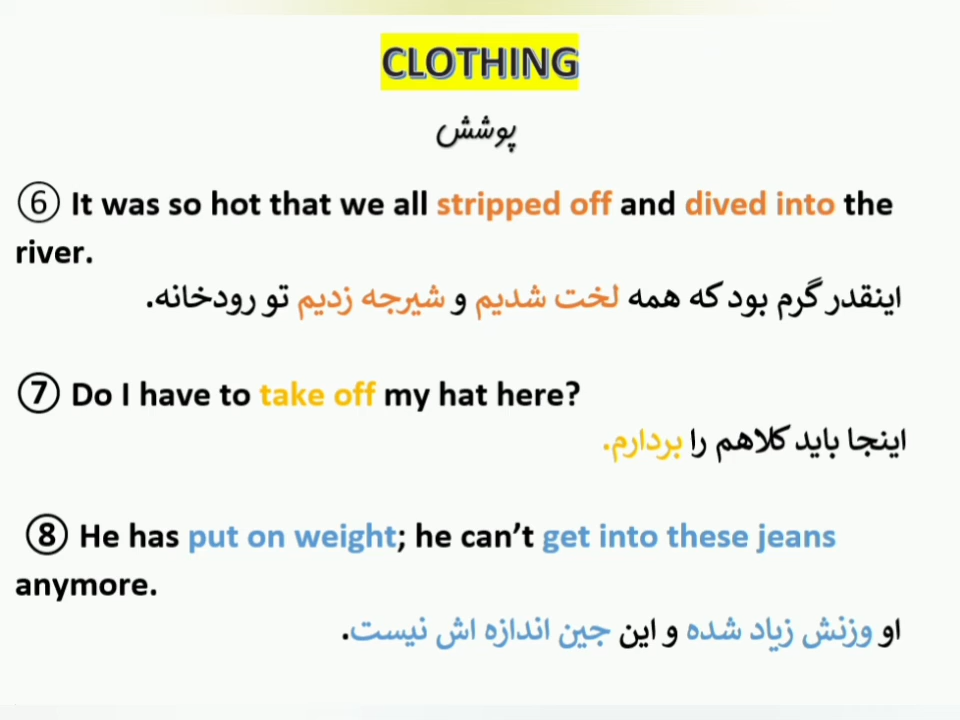 CLOTHING
پوشش
⑥ It was so hot that we all stripped off and dived into the
river.
اینقدر گرم بود که همه لخت شدیم و شیرجه زدیم تو رودخانه.
⑦ Do I have to take off my hat here?
اینجا باید کلاهم را بردارم.
⑧ He has put on weight; he can’t get into these jeans
anymore.
او وزنش زیاد شده و این جین اندازه اش نیست.